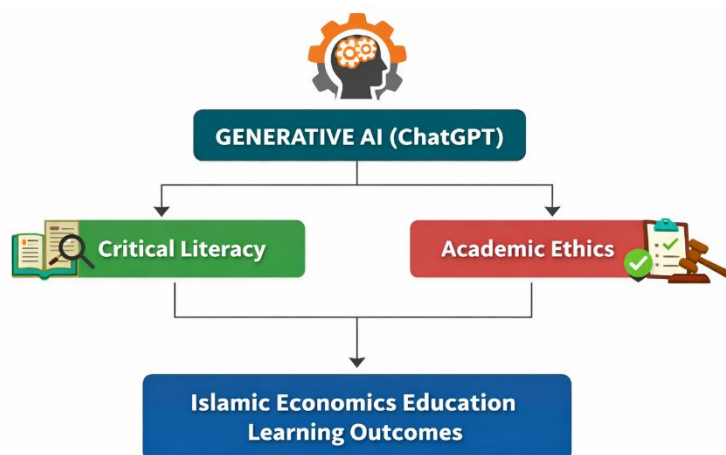 GENERATIVE AI (ChatGPT)
Critical Literacy
Academic Ethics
Islamic Economics Education
Learning Outcomes